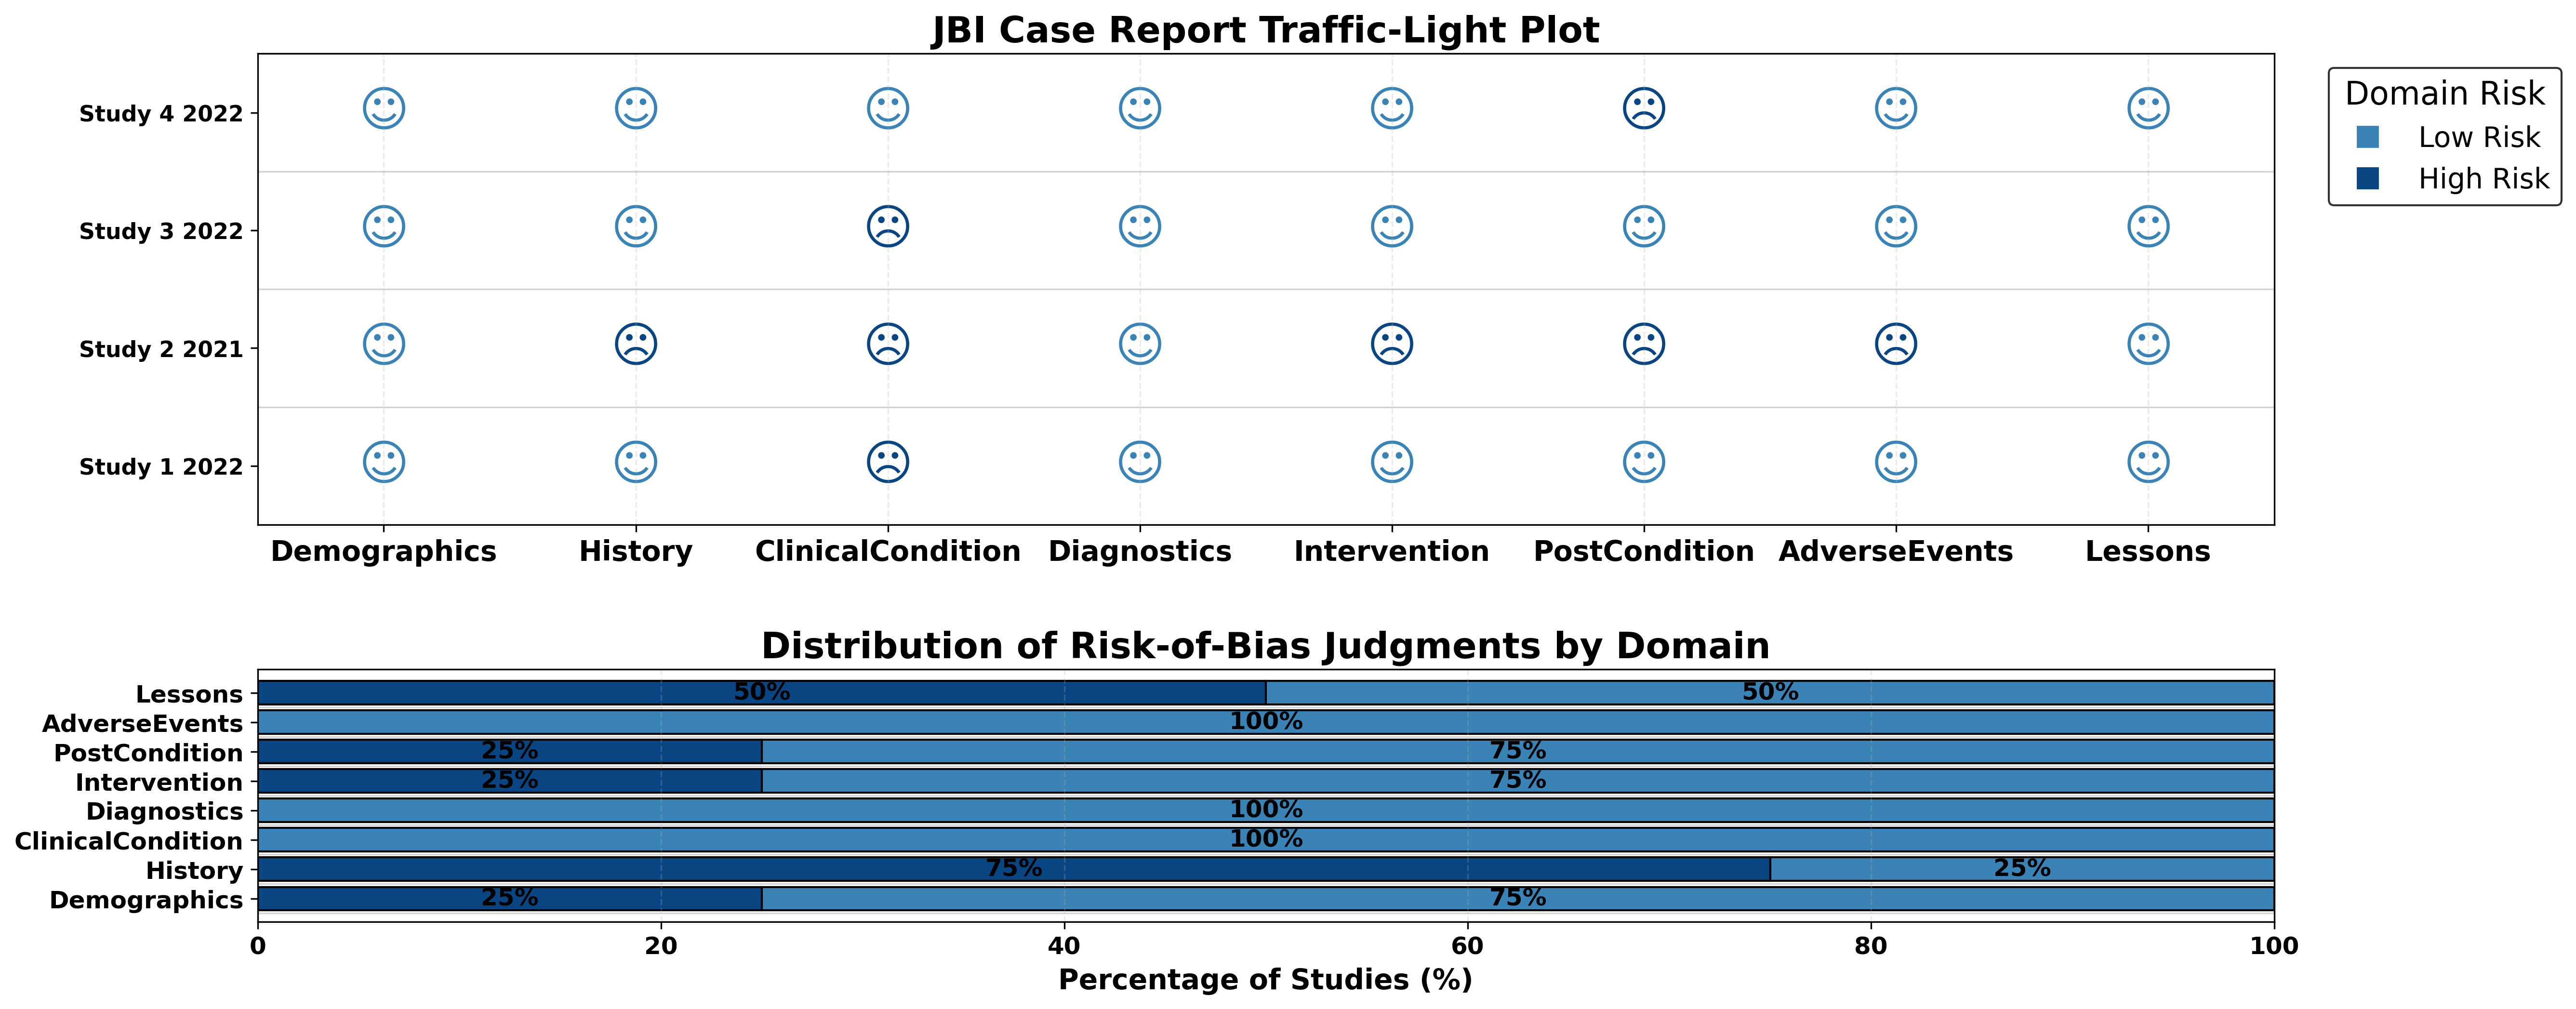 JBI Case Report Traffic-Light Plot
Study 4 2022
Study 3 2022
Study 2 2021
Study 1 2022
Demographics History ClinicalCondition Diagnostics Intervention PostCondition AdverseEvents Lessons
Domain Risk
Low Risk
High Risk
Distribution of Risk-of-Bias Judgments by Domain
Lessons 50% 50%
AdverseEvents 100%
PostCondition 25% 75%
Intervention 25% 75%
Diagnostics 100%
ClinicalCondition 100%
History 75% 25%
Demographics 25% 75%
0 20 40 60 80 100
Percentage of Studies (%)